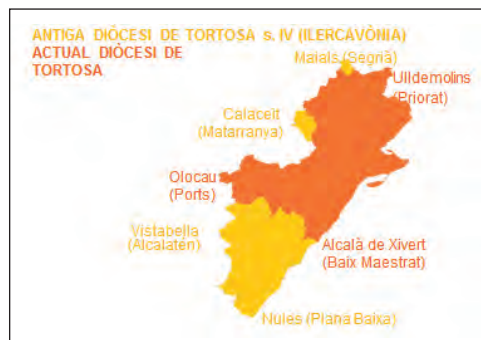 ANTIGA DIÒCESI DE TORTOSA s. IV (ILERCAVÒNIA)
ACTUAL DIÒCESI DE
TORTOSA
Maials (Segrià)
Ulldemolins
(Priorat)
Calaceit
(Matarranya)
Olocau
(Ports)
Vistabella
(Alcalatén)
Alcalà de Xivert
(Baix Maestrat)
Nules (Plana Baixa)